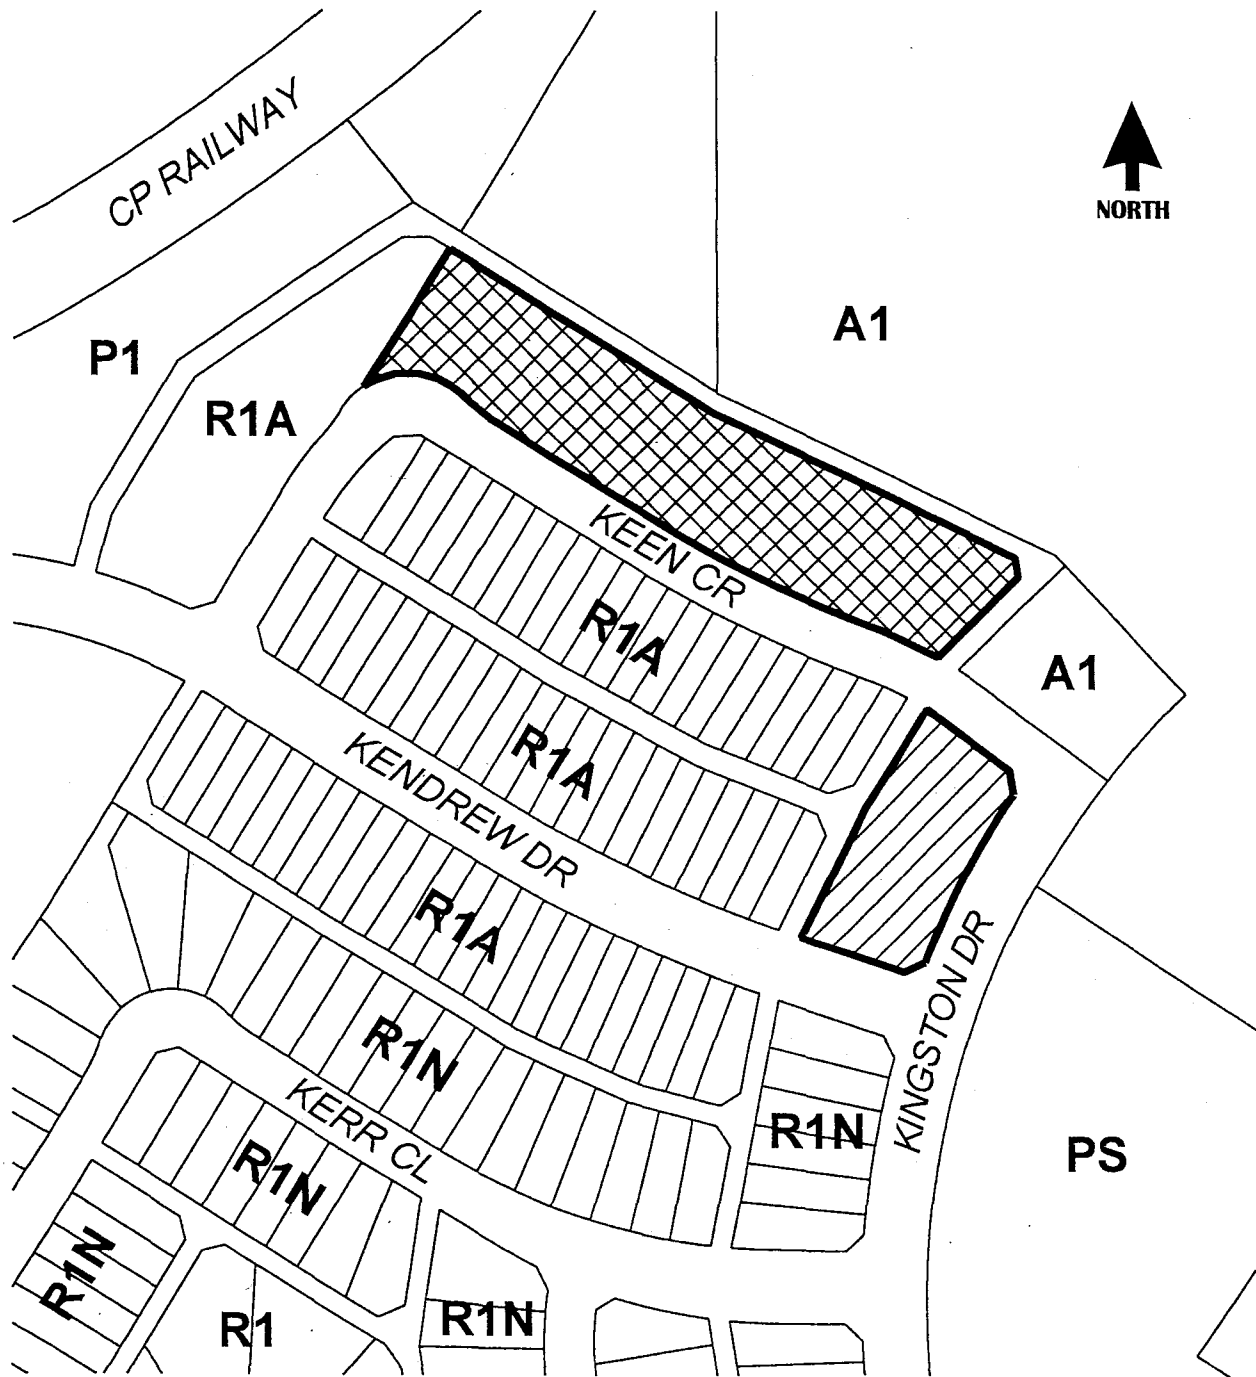 CP RAILWAY
NORTH
A1
P1
R1A
KEEN CR
R1A
A1
R1A
KENDREW DR
R1A
KINGSTON DR
R1N
R1N
KERR CL
PS
R1N
R1N
R1
R1N